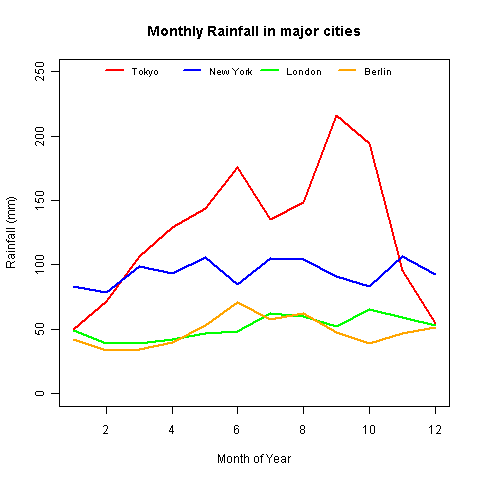 Monthly Rainfall in major cities
Tokyo New York London Berlin
Rainfall (mm)
250
200
150
100
50
0
2 4 6 8 10 12
Month of Year